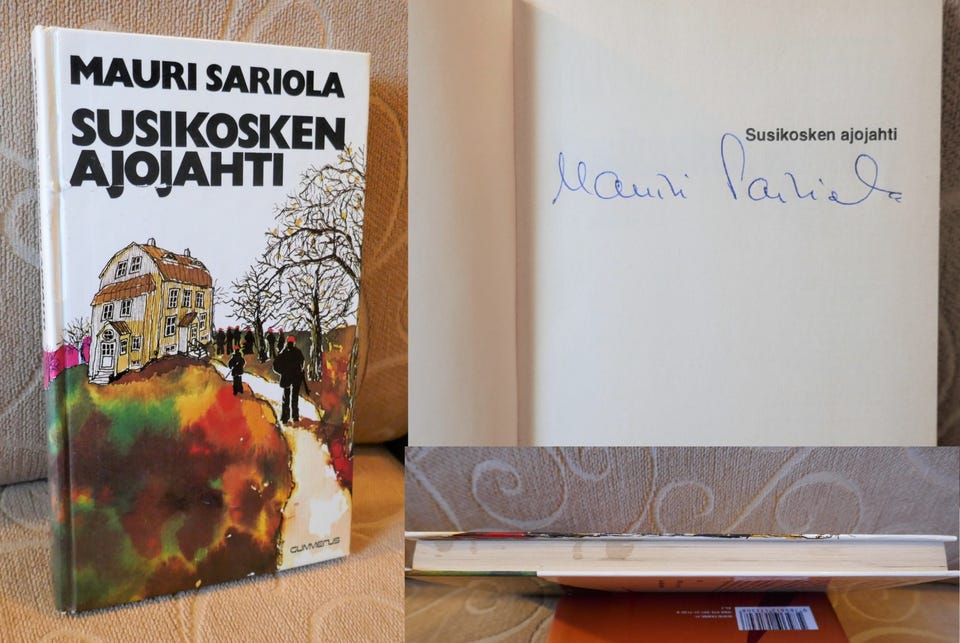 MAURI SARIOLA
SUSIKOSKEN
AJOJAHTI
GUMMERUS
Susikosken ajojahti
Mauri Sariola